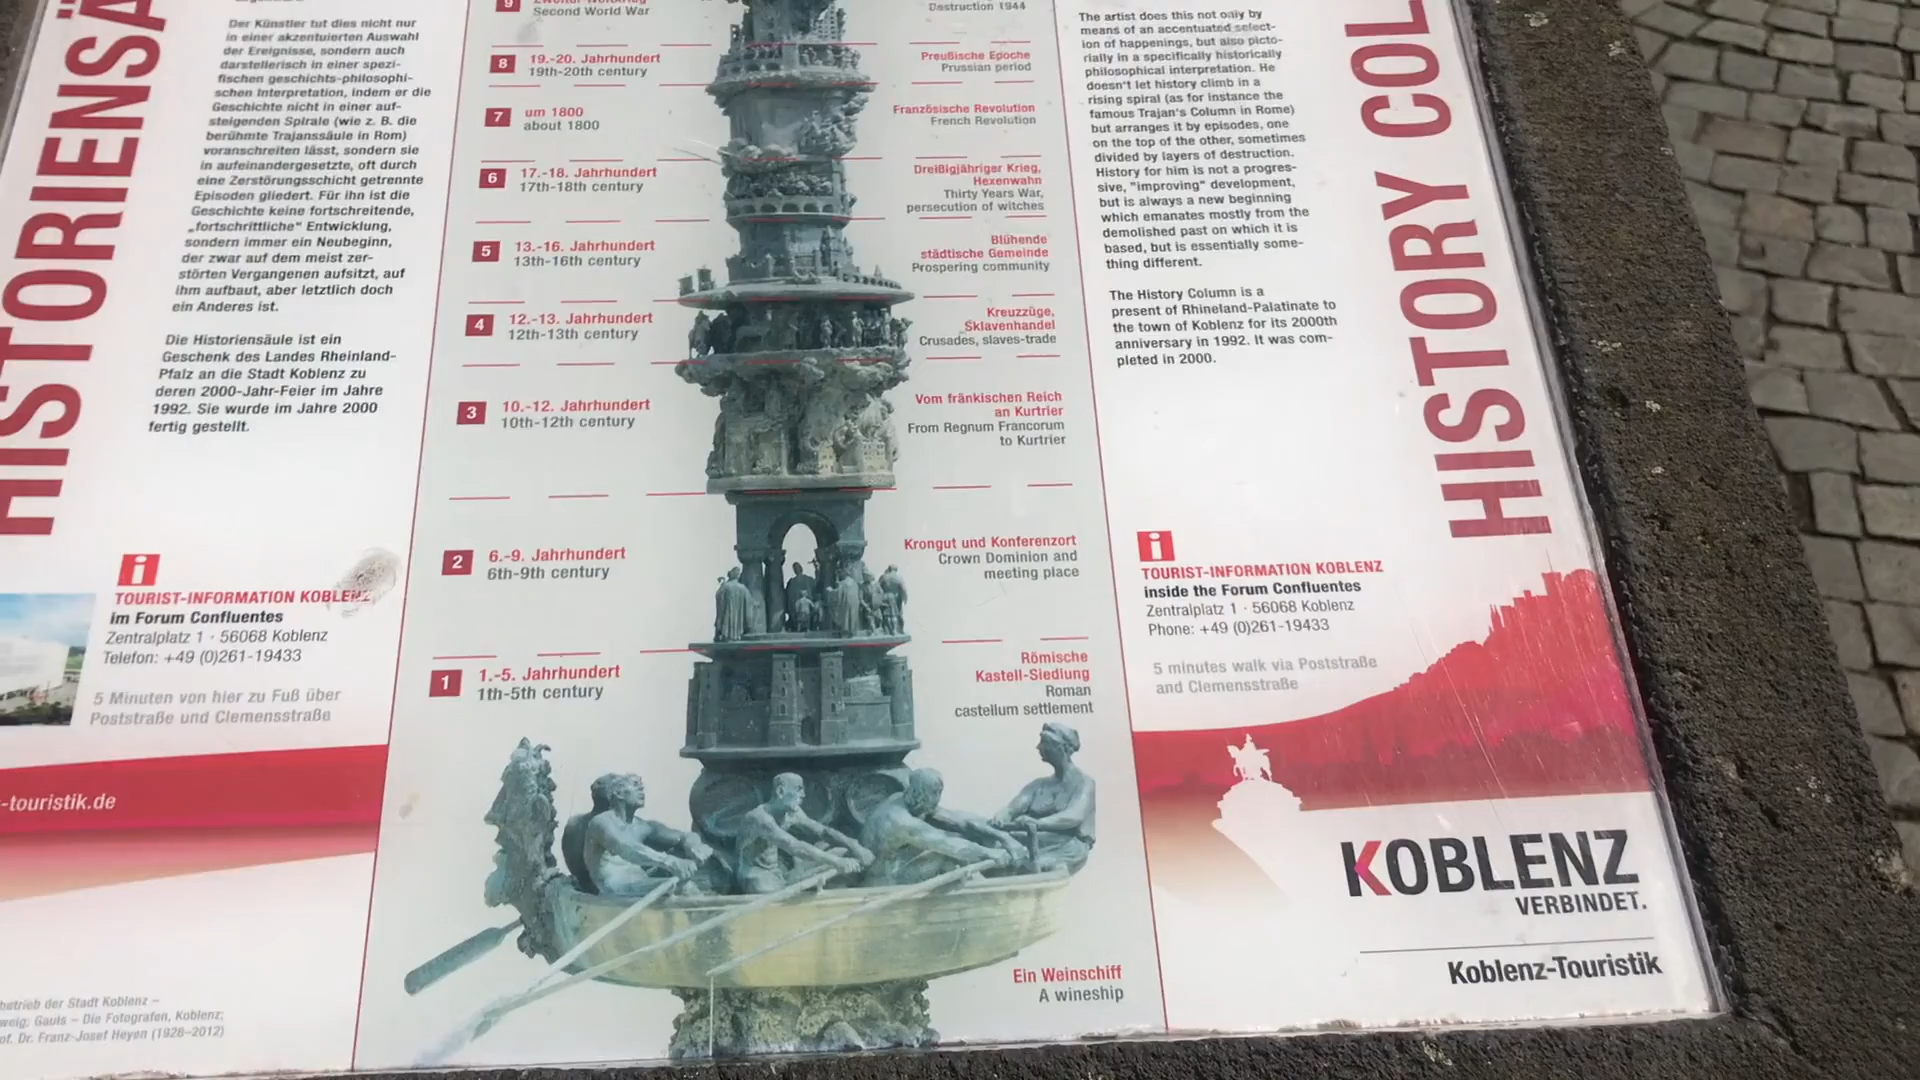 Der Künstler tut dies nicht nur
in einer akzentuierten Auswahl
der Ereignisse, sondern auch
darstellerisch in einer spezi-
fischen geschichts-philosophi-
schen Interpretation, indem er die
Geschichte nicht in einer auf-
steigenden Spirale (wie z. B. die
berühmte Trajanssäule in Rom)
voranschreiten lässt, sondern sie
in aufeinandergesetzte, oft durch
eine Zerstörungsschicht getrennte
Episoden gliedert. Für ihn ist die
Geschichte keine fortschreitende,
„fortschrittliche“ Entwicklung,
sondern immer ein Neubeginn,
der zwar auf dem meist zer-
störten Vergangenen aufsitzt, auf
ihm aufbaut, aber letztlich doch
ein Anderes ist.
Die Historiensäule ist ein
Geschenk des Landes Rheinland-
Pfalz an die Stadt Koblenz zu
deren 2000-Jahr-Feier im Jahre
1992. Sie wurde im Jahre 2000
fertig gestellt.
TOURIST-INFORMATION KOBLENZ
im Forum Confluentes
Zentralplatz 1 · 56068 Koblenz
Telefon: +49 (0)261-19433
5 Minuten von hier zu Fuß über
Poststraße und Clemensstraße
-touristik.de
betrieb der Stadt Koblenz –
weig; Gauls – Die Fotografen, Koblenz;
of. Dr. Franz-Josef Heyen (1928–2012)
9
Second World War
Destruction 1944
8 19.-20. Jahrhundert
19th-20th century
Preußische Epoche
Prussian period
7 um 1800
about 1800
Französische Revolution
French Revolution
6 17.-18. Jahrhundert
17th-18th century
Dreißigjähriger Krieg,
Hexenwahn
Thirty Years War,
persecution of witches
5 13.-16. Jahrhundert
13th-16th century
Blühende
städtische Gemeinde
Prospering community
4 12.-13. Jahrhundert
12th-13th century
Kreuzzüge,
Sklavenhandel
Crusades, slaves-trade
3 10.-12. Jahrhundert
10th-12th century
Vom fränkischen Reich
an Kurtrier
From Regnum Francorum
to Kurtrier
2 6.-9. Jahrhundert
6th-9th century
Krongut und Konferenzort
Crown Dominion and
meeting place
1 1.-5. Jahrhundert
1th-5th century
Römische
Kastell-Siedlung
Roman
castellum settlement
Ein Weinschiff
A wineship
The artist does this not only by
means of an accentuated select-
ion of happenings, but also picto-
rially in a specifically historically
philosophical interpretation. He
doesn't let history climb in a
rising spiral (as for instance the
famous Trajan's Column in Rome)
but arranges it by episodes, one
on the top of the other, sometimes
divided by layers of destruction.
History for him is not a progres-
sive, "improving" development,
but is always a new beginning
which emanates mostly from the
demolished past on which it is
based, but is essentially some-
thing different.
The History Column is a
present of Rhineland-Palatinate to
the town of Koblenz for its 2000th
anniversary in 1992. It was com-
pleted in 2000.
TOURIST-INFORMATION KOBLENZ
inside the Forum Confluentes
Zentralplatz 1 · 56068 Koblenz
Phone: +49 (0)261-19433
5 minutes walk via Poststraße
and Clemensstraße
HISTORIENSÄ
HISTORY COL
KOBLENZ
VERBINDET.
Koblenz-Touristik